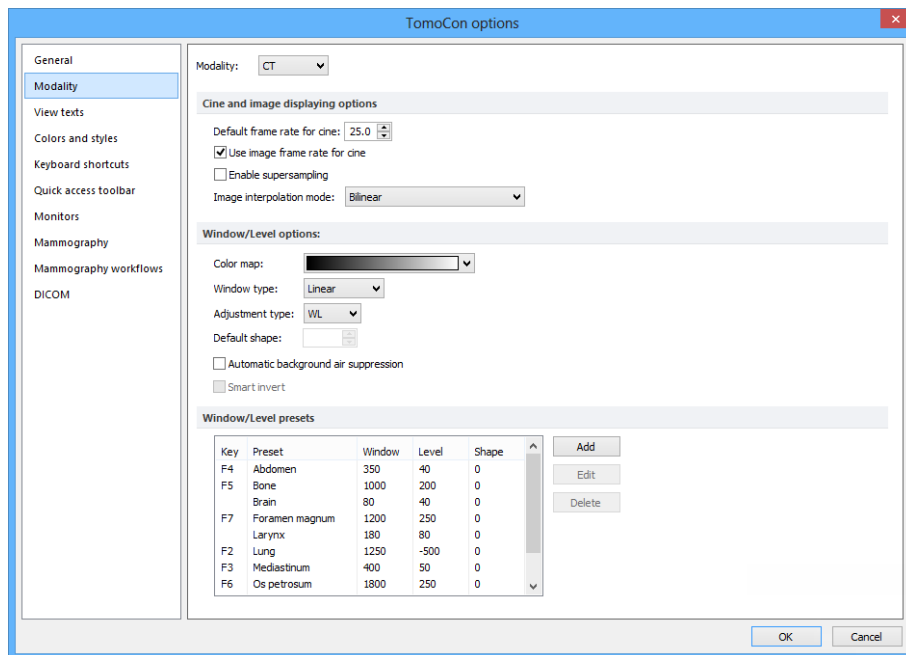 TomoCon options
General
Modality
View texts
Colors and styles
Keyboard shortcuts
Quick access toolbar
Monitors
Mammography
Mammography workflows
DICOM
Modality: CT
Cine and image displaying options
Default frame rate for cine: 25.0
Use image frame rate for cine
Enable supersampling
Image interpolation mode: Bilinear
Window/Level options:
Color map:
Window type: Linear
Adjustment type: WL
Default shape:
Automatic background air suppression
Smart invert
Window/Level presets
Key Preset Window Level Shape
F4 Abdomen 350 40 0
F5 Bone 1000 200 0
Brain 80 40 0
F7 Foramen magnum 1200 250 0
Larynx 180 80 0
F2 Lung 1250 -500 0
F3 Mediastinum 400 50 0
F6 Os petrosum 1800 250 0
Add
Edit
Delete
OK Cancel